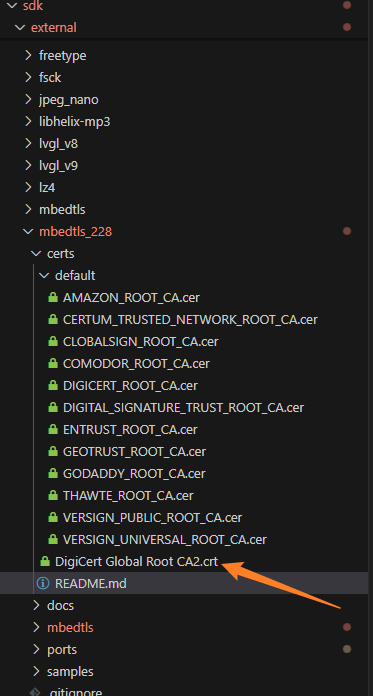 sdk
external
freetype
fsck
jpeg_nano
libhelix-mp3
lvgl_v8
lvgl_v9
lz4
mbedtls
mbedtls_228
certs
default
AMAZON_ROOT_CA.cer
CERTUM_TRUSTED_NETWORK_ROOT_CA.cer
CLOBALSIGN_ROOT_CA.cer
COMODOR_ROOT_CA.cer
DIGICERT_ROOT_CA.cer
DIGITAL_SIGNATURE_TRUST_ROOT_CA.cer
ENTRUST_ROOT_CA.cer
GEOTRUST_ROOT_CA.cer
GODADDY_ROOT_CA.cer
THAWTE_ROOT_CA.cer
VERSIGN_PUBLIC_ROOT_CA.cer
VERSIGN_UNIVERSAL_ROOT_CA.cer
DigiCert Global Root CA2.crt
README.md
docs
mbedtls
ports
samples
.gitignore